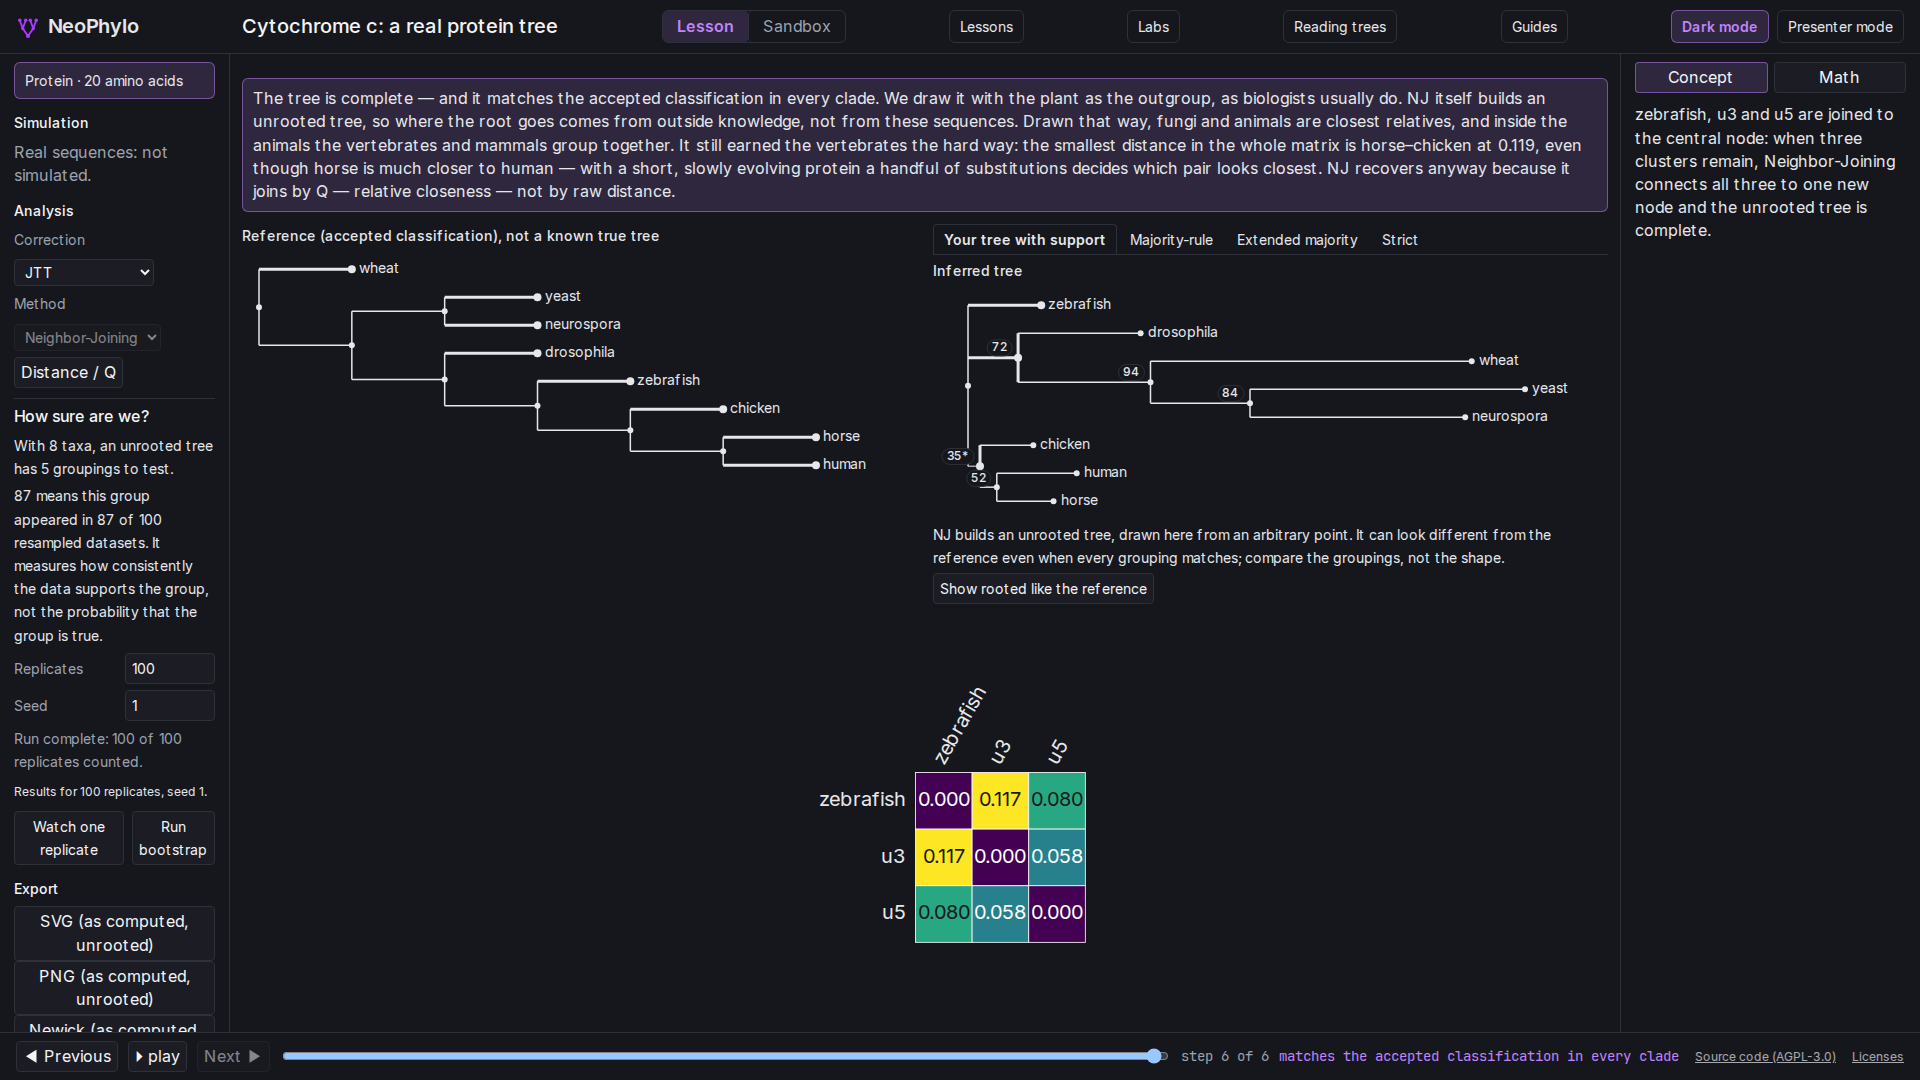 NeoPhylo
Cytochrome c: a real protein tree
Lesson
Sandbox
Lessons
Labs
Reading trees
Guides
Dark mode
Presenter mode
Protein · 20 amino acids
Simulation
Real sequences: not
simulated.
Analysis
Correction
JTT
Method
Neighbor-Joining
Distance / Q
How sure are we?
With 8 taxa, an unrooted tree
has 5 groupings to test.
87 means this group
appeared in 87 of 100
resampled datasets. It
measures how consistently
the data supports the group,
not the probability that the
group is true.
Replicates
100
Seed
1
Run complete: 100 of 100
replicates counted.
Results for 100 replicates, seed 1.
Watch one
replicate
Run
bootstrap
Export
SVG (as computed,
unrooted)
PNG (as computed,
unrooted)
Newick (as computed,
The tree is complete — and it matches the accepted classification in every clade. We draw it with the plant as the outgroup, as biologists usually do. NJ itself builds an
unrooted tree, so where the root goes comes from outside knowledge, not from these sequences. Drawn that way, fungi and animals are closest relatives, and inside the
animals the vertebrates and mammals group together. It still earned the vertebrates the hard way: the smallest distance in the whole matrix is horse–chicken at 0.119, even
though horse is much closer to human — with a short, slowly evolving protein a handful of substitutions decides which pair looks closest. NJ recovers anyway because it
joins by Q — relative closeness — not by raw distance.
Reference (accepted classification), not a known true tree
wheat
yeast
neurospora
drosophila
zebrafish
chicken
horse
human
Your tree with support
Majority-rule
Extended majority
Strict
Inferred tree
zebrafish
drosophila
72
wheat
94
yeast
84
neurospora
chicken
35*
human
52
horse
NJ builds an unrooted tree, drawn here from an arbitrary point. It can look different from the
reference even when every grouping matches; compare the groupings, not the shape.
Show rooted like the reference
zebrafish u3 u5
zebrafish 0.000 0.117 0.080
u3 0.117 0.000 0.058
u5 0.080 0.058 0.000
Concept
Math
zebrafish, u3 and u5 are joined to
the central node: when three
clusters remain, Neighbor-Joining
connects all three to one new
node and the unrooted tree is
complete.
Previous
play
Next
step 6 of 6
matches the accepted classification in every clade
Source code (AGPL-3.0)
Licenses